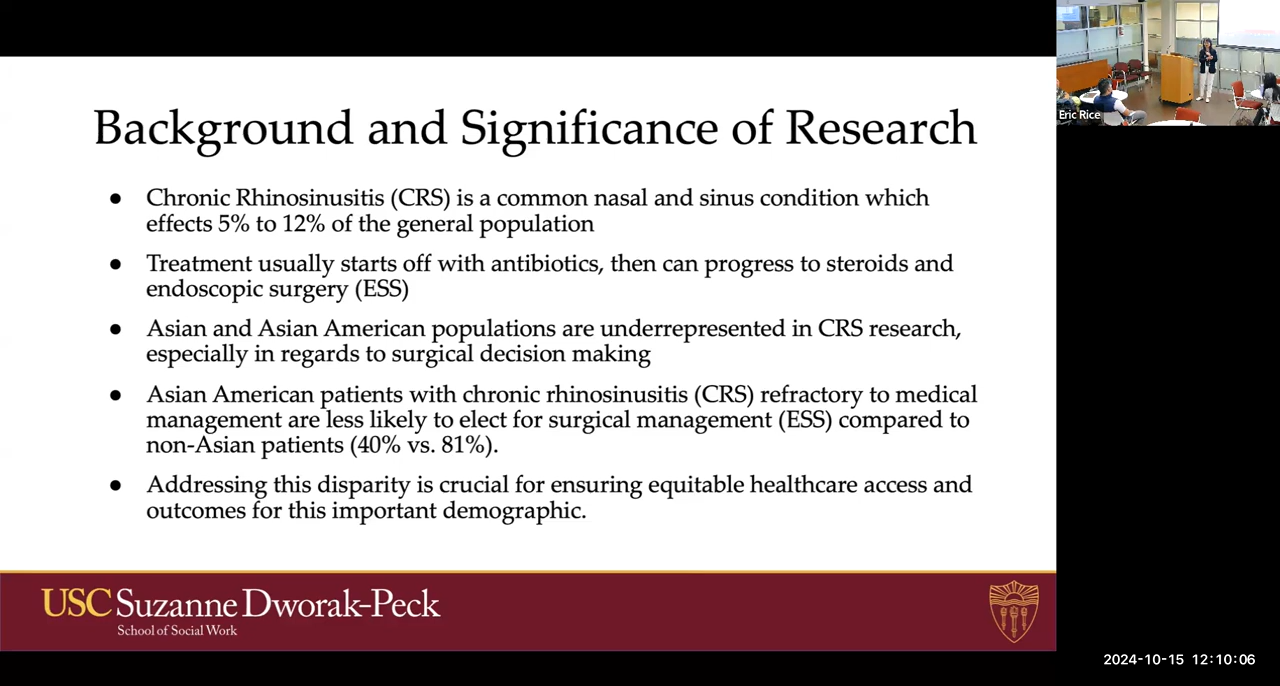 Background and Significance of Research
● Chronic Rhinosinusitis (CRS) is a common nasal and sinus condition which
effects 5% to 12% of the general population
● Treatment usually starts off with antibiotics, then can progress to steroids and
endoscopic surgery (ESS)
● Asian and Asian American populations are underrepresented in CRS research,
especially in regards to surgical decision making
● Asian American patients with chronic rhinosinusitis (CRS) refractory to medical
management are less likely to elect for surgical management (ESS) compared to
non-Asian patients (40% vs. 81%).
● Addressing this disparity is crucial for ensuring equitable healthcare access and
outcomes for this important demographic.
USC Suzanne Dworak-Peck
School of Social Work
Eric Rice
2024-10-15 12:10:06